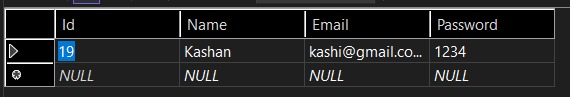 Id Name Email Password
19 Kashan kashi@gmail.co... 1234
NULL NULL NULL NULL